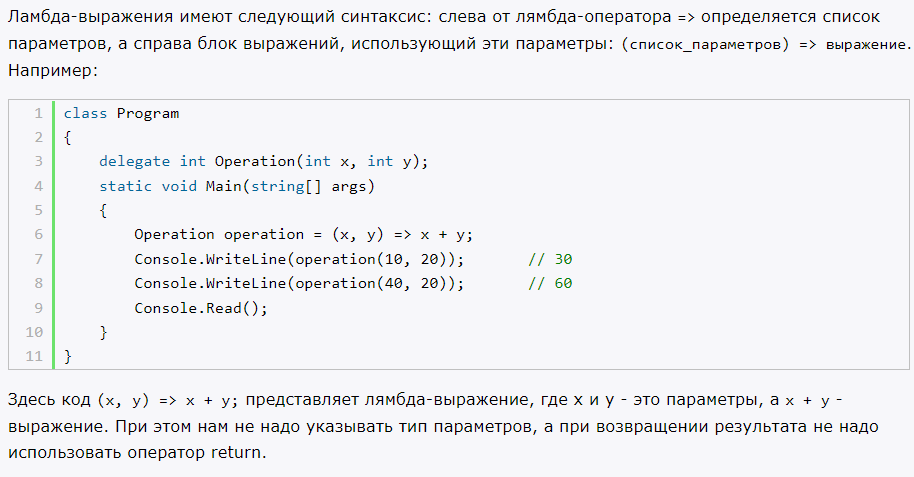 Ламбда-выражения имеют следующий синтаксис: слева от лямбда-оператора => определяется список
параметров, а справа блок выражений, использующий эти параметры: (список_параметров) => выражение.
Например:
1 class Program
2 {
3     delegate int Operation(int x, int y);
4     static void Main(string[] args)
5     {
6         Operation operation = (x, y) => x + y;
7         Console.WriteLine(operation(10, 20));       // 30
8         Console.WriteLine(operation(40, 20));       // 60
9         Console.Read();
10     }
11 }
Здесь код (x, y) => x + y; представляет лямбда-выражение, где x и y - это параметры, а x + y -
выражение. При этом нам не надо указывать тип параметров, а при возвращении результата не надо
использовать оператор return.